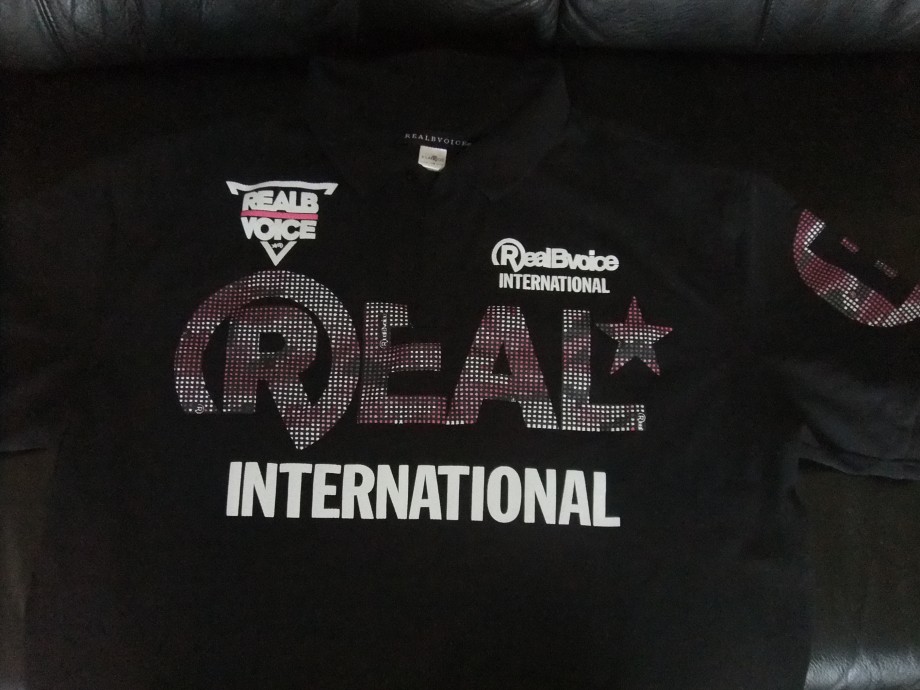 REALBVOICE
REALB
VOICE
RealBvoice
INTERNATIONAL
REAL
INTERNATIONAL